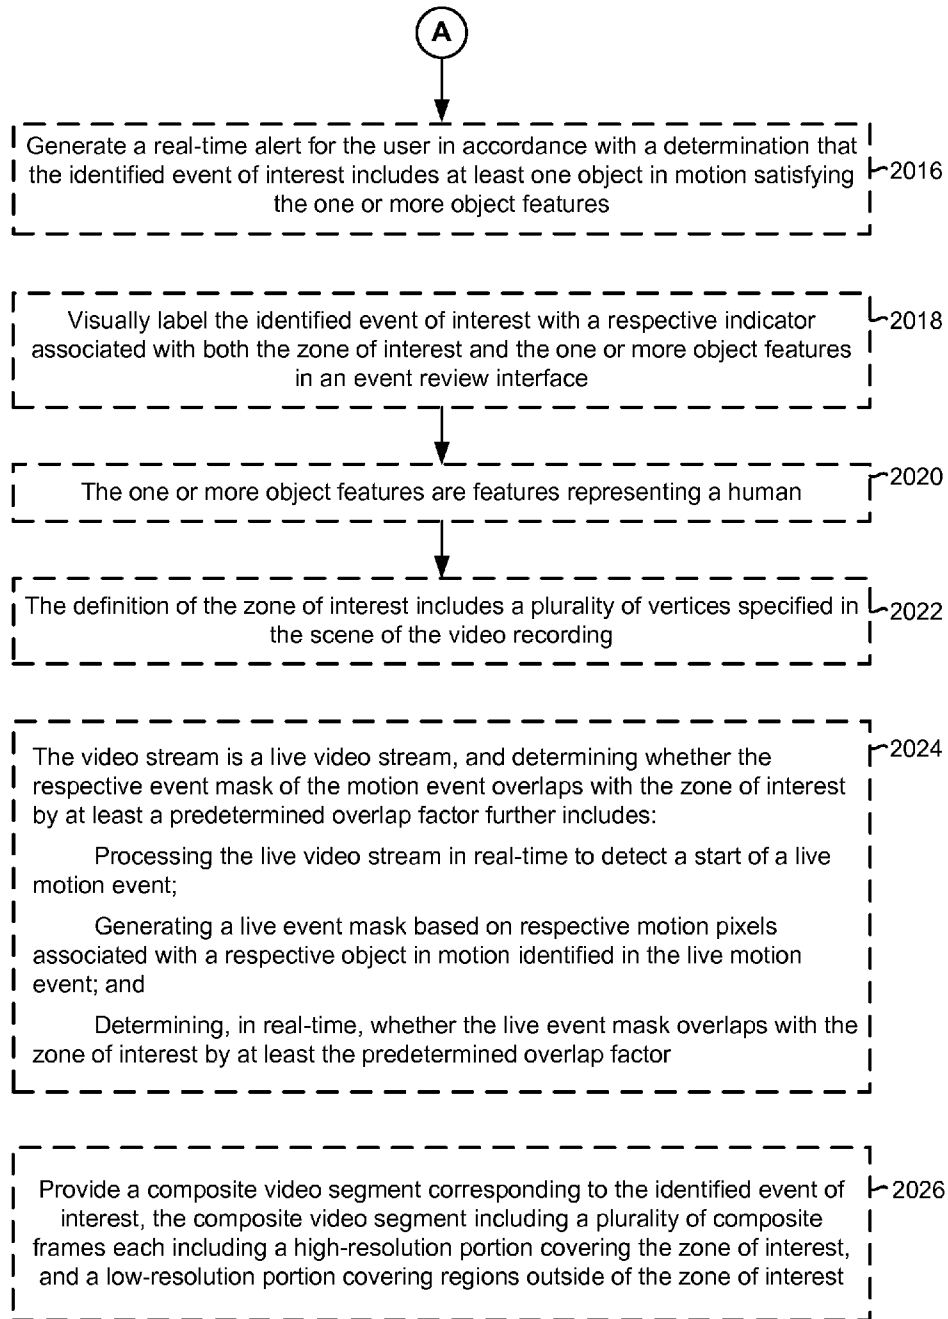 A
Generate a real-time alert for the user in accordance with a determination that
the identified event of interest includes at least one object in motion satisfying
the one or more object features
2016
Visually label the identified event of interest with a respective indicator
associated with both the zone of interest and the one or more object features
in an event review interface
2018
The one or more object features are features representing a human
2020
The definition of the zone of interest includes a plurality of vertices specified in
the scene of the video recording
2022
The video stream is a live video stream, and determining whether the
respective event mask of the motion event overlaps with the zone of interest
by at least a predetermined overlap factor further includes:
Processing the live video stream in real-time to detect a start of a live
motion event;
Generating a live event mask based on respective motion pixels
associated with a respective object in motion identified in the live motion
event; and
Determining, in real-time, whether the live event mask overlaps with the
zone of interest by at least the predetermined overlap factor
2024
Provide a composite video segment corresponding to the identified event of
interest, the composite video segment including a plurality of composite
frames each including a high-resolution portion covering the zone of interest,
and a low-resolution portion covering regions outside of the zone of interest
2026